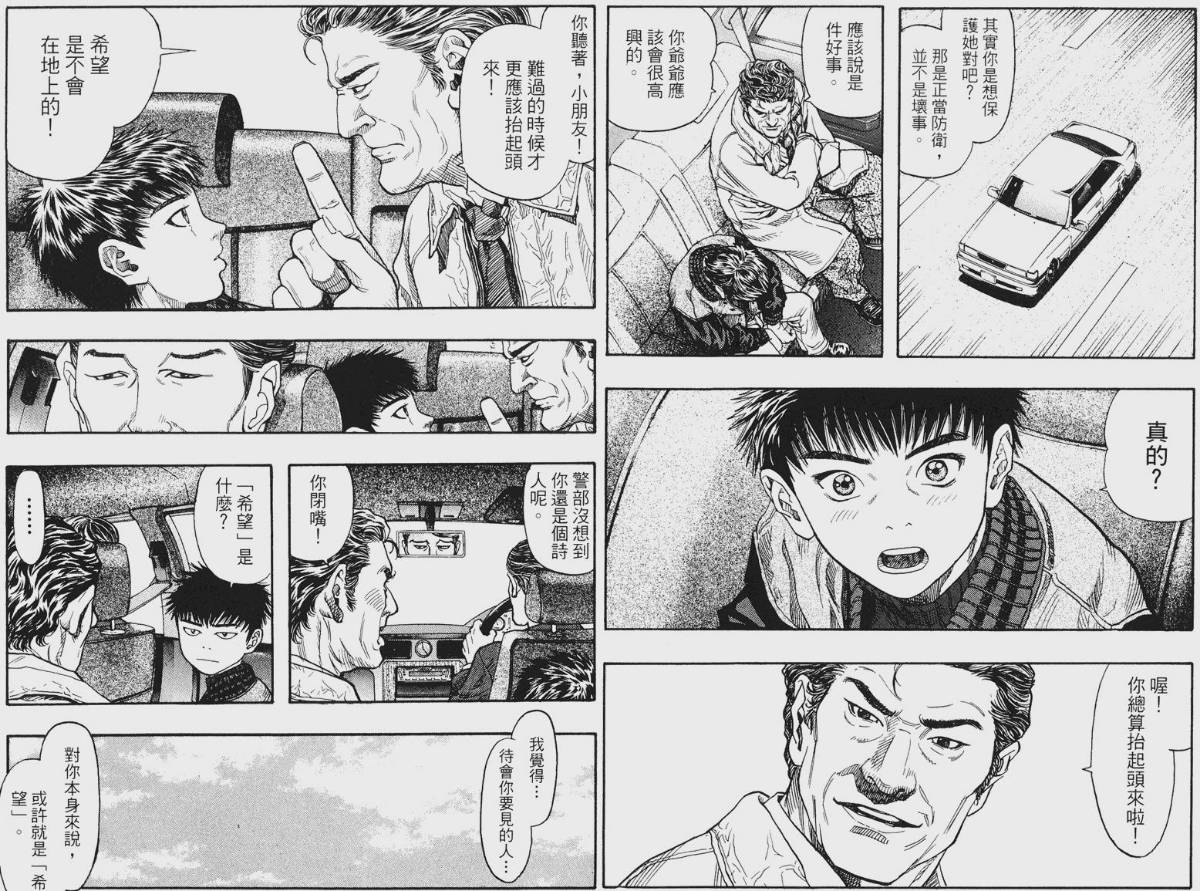 其實你是想保
護她對吧？
那是正當防衛，
並不是壞事。
應該說是
件好事。
你爺爺應
該會很高
興的。
真的？
喔！
你總算抬起頭來啦！
你聽著，小朋友！
難過的時候才
更應該抬起頭
來！
希望
是不會
在地上的！
警部沒想到
你還是個詩
人呢。
你閉嘴！
「希望」是
什麼？
……
我覺得…
待會你要見的人…
對你本身來說，
或許就是「希
望」。